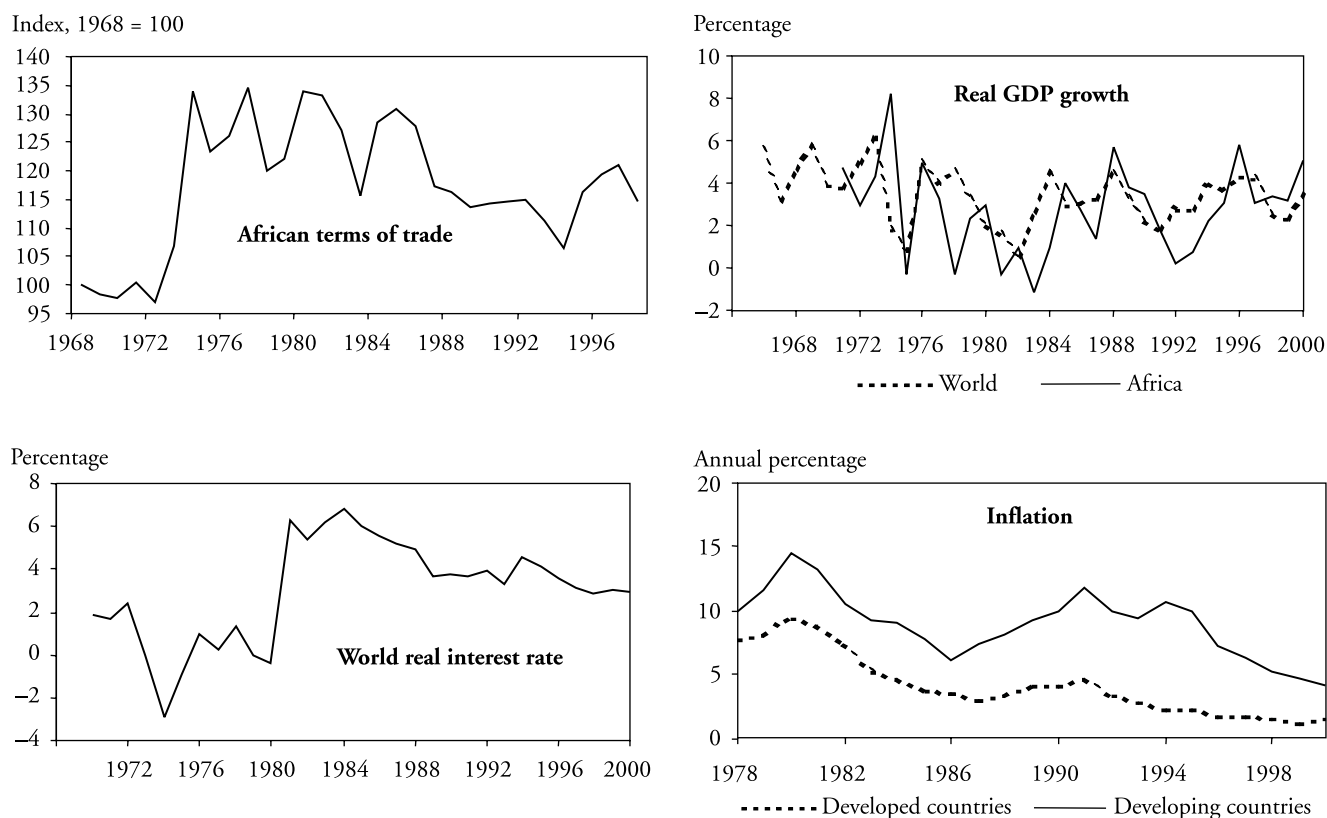 Index, 1968 = 100
140
135
130
125
120
115
110
105
100
95
African terms of trade
1968 1972 1976 1980 1984 1988 1992 1996
Percentage
10
8
6
4
2
0
–2
Real GDP growth
1968 1972 1976 1980 1984 1988 1992 1996 2000
World Africa
Percentage
8
6
4
2
0
–2
–4
World real interest rate
1972 1976 1980 1984 1988 1992 1996 2000
Annual percentage
20
15
10
5
0
Inflation
1978 1982 1986 1990 1994 1998
Developed countries Developing countries